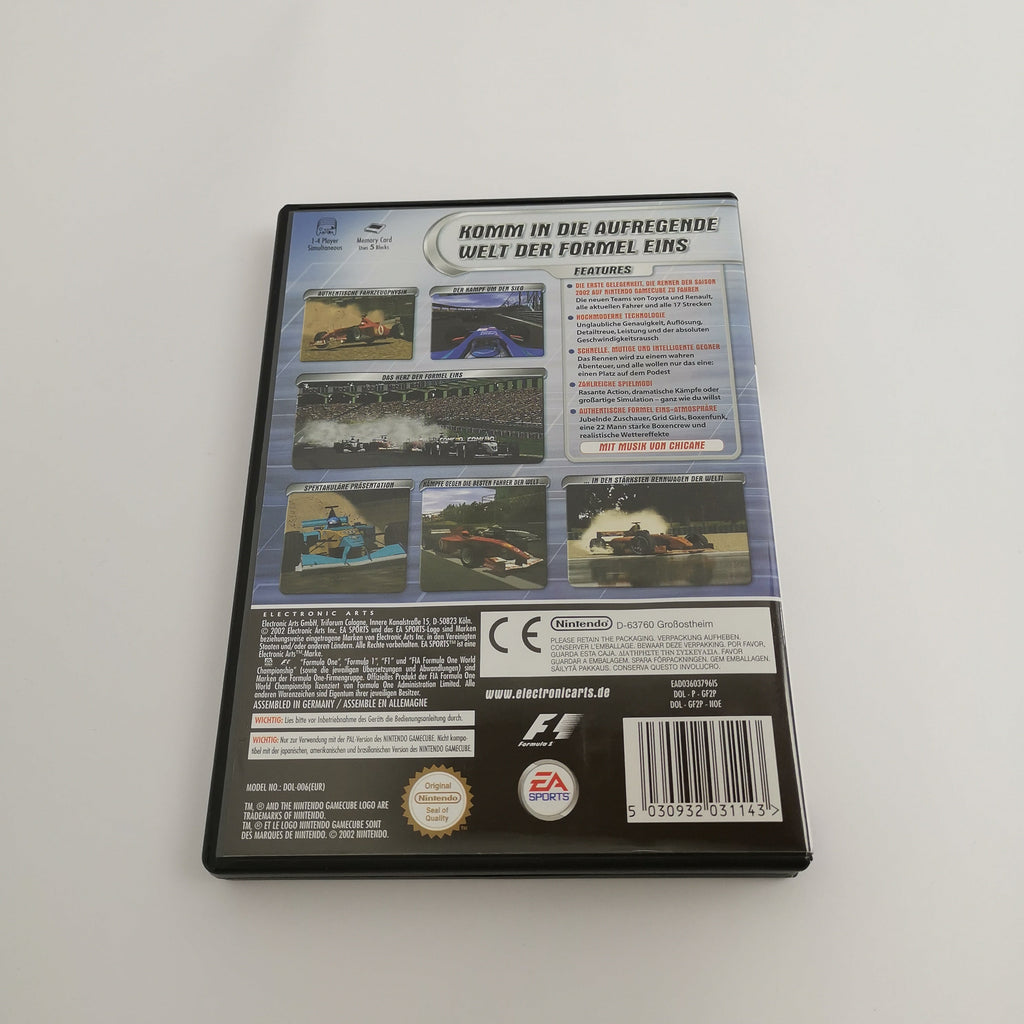 1-4 Player
Simultaneous
Memory Card
Uses 5 Blocks
KOMM IN DIE AUFREGENDE
WELT DER FORMEL EINS
FEATURES
DIE ERSTE GELEGENHEIT, DIE RENNEN DER SAISON
2002 AUF NINTENDO GAMECUBE ZU FAHREN
Die neuen Teams von Toyota und Renault,
alle aktuellen Fahrer und alle 17 Strecken
HOCHMODERNE TECHNOLOGIE
Unglaubliche Genauigkeit, Auflösung,
Detailtreue, Leistung und der absoluten
Geschwindigkeitsrausch
SCHNELLE, MUTIGE UND INTELLIGENTE GEGNER
Das Rennen wird zu einem wahren
Abenteuer, und alle wollen nur das eine:
einen Platz auf dem Podest
ZAHLREICHE SPIELMODI
Rasante Action, dramatische Kämpfe oder
großartige Simulation – ganz wie du willst
AUTHENTISCHE FORMEL EINS-ATMOSPHÄRE
Jubelnde Zuschauer, Grid Girls, Boxenfunk,
eine 22 Mann starke Boxencrew und
realistische Wettereffekte
MIT MUSIK VON CHICANE
AUTHENTISCHE FAHRZEUGPHYSIK
DER KAMPF UM DEN SIEG
DAS HERZ DER FORMEL EINS
SPEKTAKULÄRE PRÄSENTATION
KÄMPFE GEGEN DIE BESTEN FAHRER DER WELT
... IN DEN STÄRKSTEN RENNWAGEN DER WELT!
ELECTRONIC ARTS
Electronic Arts GmbH, Triforum Cologne, Innere Kanalstraße 15, D-50823 Köln.
© 2002 Electronic Arts Inc. EA SPORTS und das EA SPORTS-Logo sind Marken
beziehungsweise eingetragene Marken von Electronic Arts Inc. in den Vereinigten
Staaten und/oder anderen Ländern. Alle Rechte vorbehalten. EA SPORTS™ ist eine
Electronic Arts™ Marke.
F1 "Formula One", "Formula 1", "F1" und "FIA Formula One World
Championship" (sowie die jeweiligen Übersetzungen und Abwandlungen) sind
Marken der Formula One-Firmengruppe. Offizielles Produkt der FIA Formula One
World Championship lizenziert von Formula One Administration Limited. Alle
anderen Warenzeichen sind Eigentum ihrer jeweiligen Besitzer.
ASSEMBLED IN GERMANY / ASSEMBLE EN ALLEMAGNE
WICHTIG: Lies bitte vor Inbetriebnahme des Geräts die Bedienungsanleitung durch.
WICHTIG: Nur zur Verwendung mit der PAL-Version des NINTENDO GAMECUBE. Nicht kompa-
tibel mit der japanischen, amerikanischen und brasilianischen Version des NINTENDO GAMECUBE.
MODEL NO.: DOL-006(EUR)
TM, ® AND THE NINTENDO GAMECUBE LOGO ARE
TRADEMARKS OF NINTENDO.
TM, ® ET LE LOGO NINTENDO GAMECUBE SONT
DES MARQUES DE NINTENDO. © 2002 NINTENDO.
Original
Nintendo
Seal of
Quality
TM
CE
Nintendo D-63760 Großostheim
PLEASE RETAIN THE PACKAGING. VERPACKUNG AUFHEBEN.
CONSERVER L'EMBALLAGE. BEWAAR DEZE VERPAKKING. POR FAVOR,
GUARDA ESTA CAJA. ΔΙΑΤΗΡΗΣΤΕ ΤΗΝ ΣΥΣΚΕΥΑΣΙΑ. FAVOR
GUARDAR A EMBALAGEM. SPARA FÖRPACKNINGEN. GEM EMBALLAGEN.
SÄILYTÄ PAKKAUS. CONSERVA QUESTO INVOLUCRO.
www.electronicarts.de
EAD03603796IS
DOL - P - GF2P
DOL - GF2P - NOE
F1
Formula 1
EA
SPORTS
5 030932 031143 >